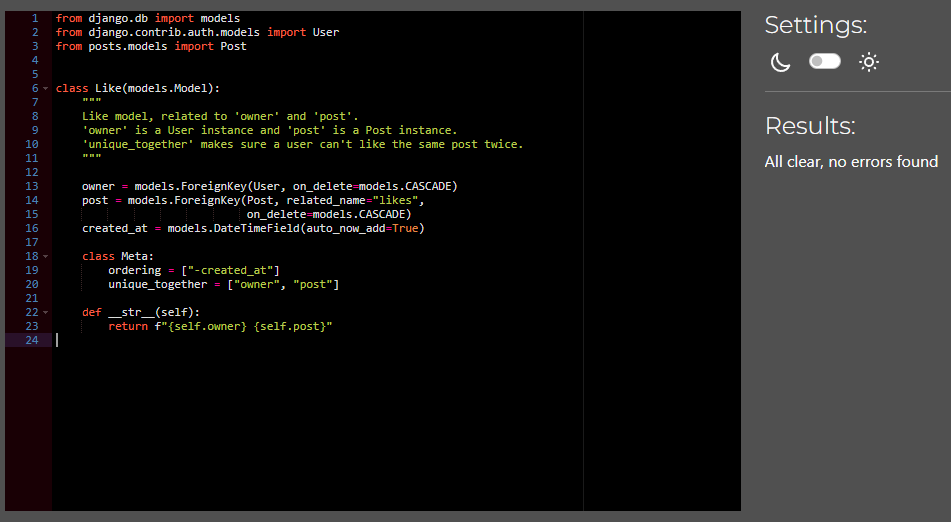 1 from django.db import models
2 from django.contrib.auth.models import User
3 from posts.models import Post
4
5
6 class Like(models.Model):
7     """
8     Like model, related to 'owner' and 'post'.
9     'owner' is a User instance and 'post' is a Post instance.
10     'unique_together' makes sure a user can't like the same post twice.
11     """
12
13     owner = models.ForeignKey(User, on_delete=models.CASCADE)
14     post = models.ForeignKey(Post, related_name="likes",
15                              on_delete=models.CASCADE)
16     created_at = models.DateTimeField(auto_now_add=True)
17
18     class Meta:
19         ordering = ["-created_at"]
20         unique_together = ["owner", "post"]
21
22     def __str__(self):
23         return f"{self.owner} {self.post}"
24
Settings:
Results:
All clear, no errors found